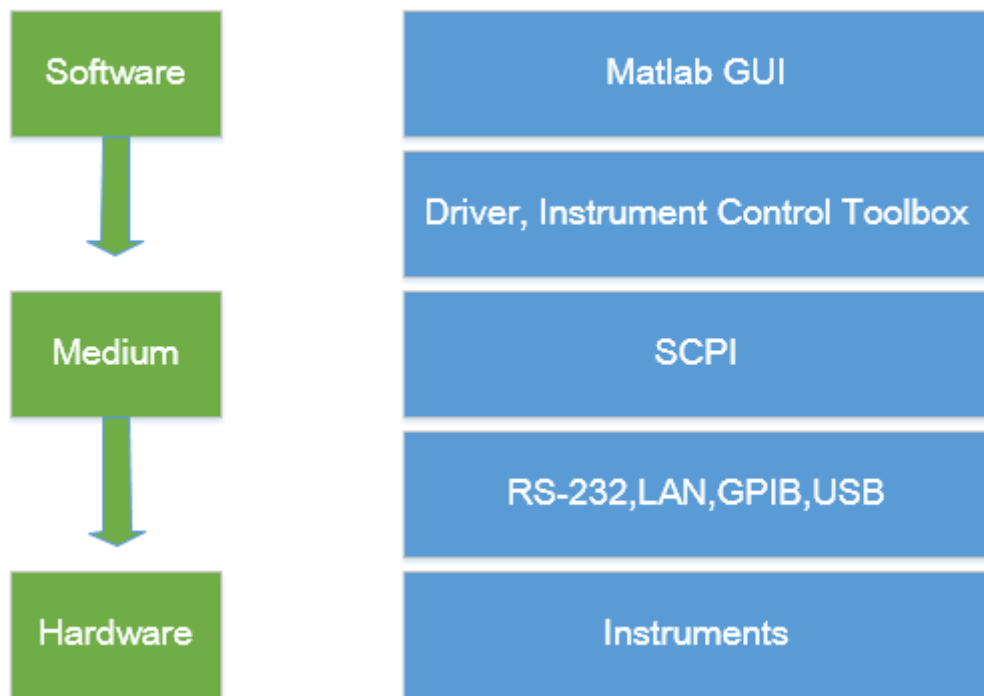 Software
Matlab GUI
Driver, Instrument Control Toolbox
Medium
SCPI
RS-232,LAN,GPIB,USB
Hardware
Instruments